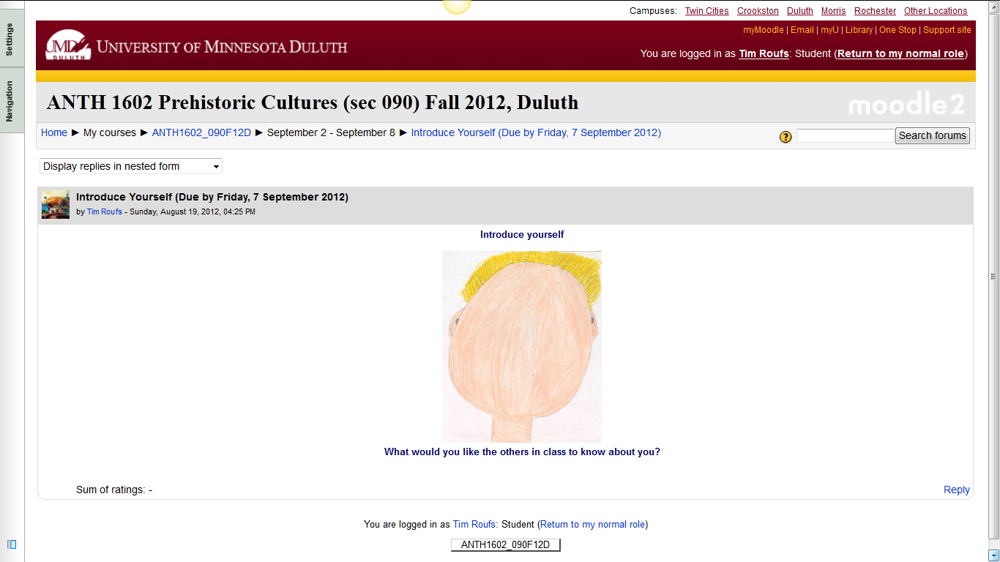 Campuses: Twin Cities Crookston Duluth Morris Rochester Other Locations
Settings
Navigation
UMD
DULUTH
UNIVERSITY OF MINNESOTA DULUTH
myMoodle | Email | myU | Library | One Stop | Support site
You are logged in as Tim Roufs: Student (Return to my normal role)
ANTH 1602 Prehistoric Cultures (sec 090) Fall 2012, Duluth
moodle2
Home ► My courses ► ANTH1602_090F12D ► September 2 - September 8 ► Introduce Yourself (Due by Friday, 7 September 2012)
? Search forums
Display replies in nested form
Introduce Yourself (Due by Friday, 7 September 2012)
by Tim Roufs - Sunday, August 19, 2012, 04:25 PM
Introduce yourself
What would you like the others in class to know about you?
Sum of ratings: -
Reply
You are logged in as Tim Roufs: Student (Return to my normal role)
ANTH1602_090F12D